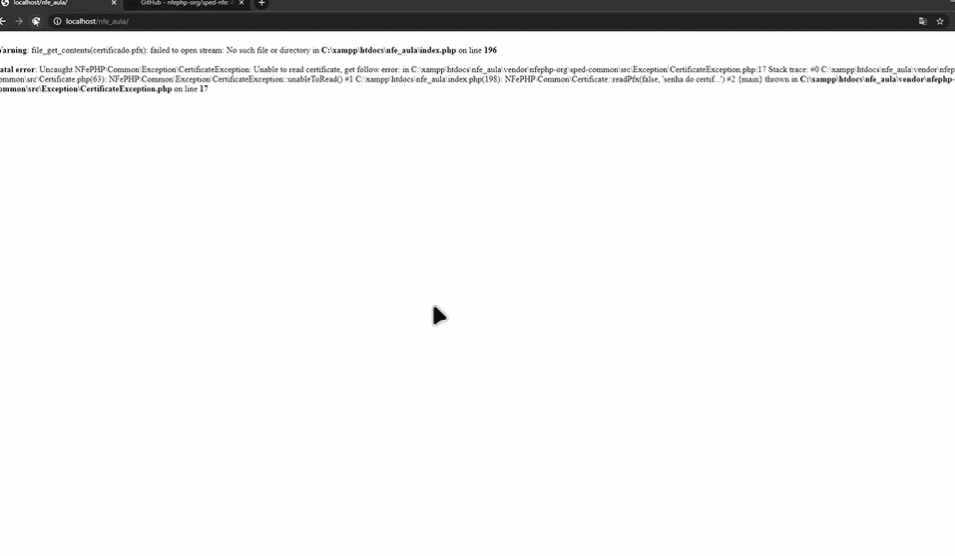 localhost/nfe_aula/
GitHub - nfephp-org/sped-nfe:
localhost/nfe_aula/
arning: file_get_contents(certificado.pfx): failed to open stream: No such file or directory in C:\xampp\htdocs\nfe_aula\index.php on line 196
atal error: Uncaught NFePHP\Common\Exception\CertificateException: Unable to read certificate, get follow error: in C:\xampp\htdocs\nfe_aula\vendor\nfephp-org\sped-common\src\Exception\CertificateException.php:17 Stack trace: #0 C:\xampp\htdocs\nfe_aula\vendor\nfep
ommon\src\Certificate.php(63): NFePHP\Common\Exception\CertificateException::unableToRead() #1 C:\xampp\htdocs\nfe_aula\index.php(198): NFePHP\Common\Certificate::readPfx(false, 'senha do certif...') #2 {main} thrown in C:\xampp\htdocs\nfe_aula\vendor\nfephp-
ommon\src\Exception\CertificateException.php on line 17